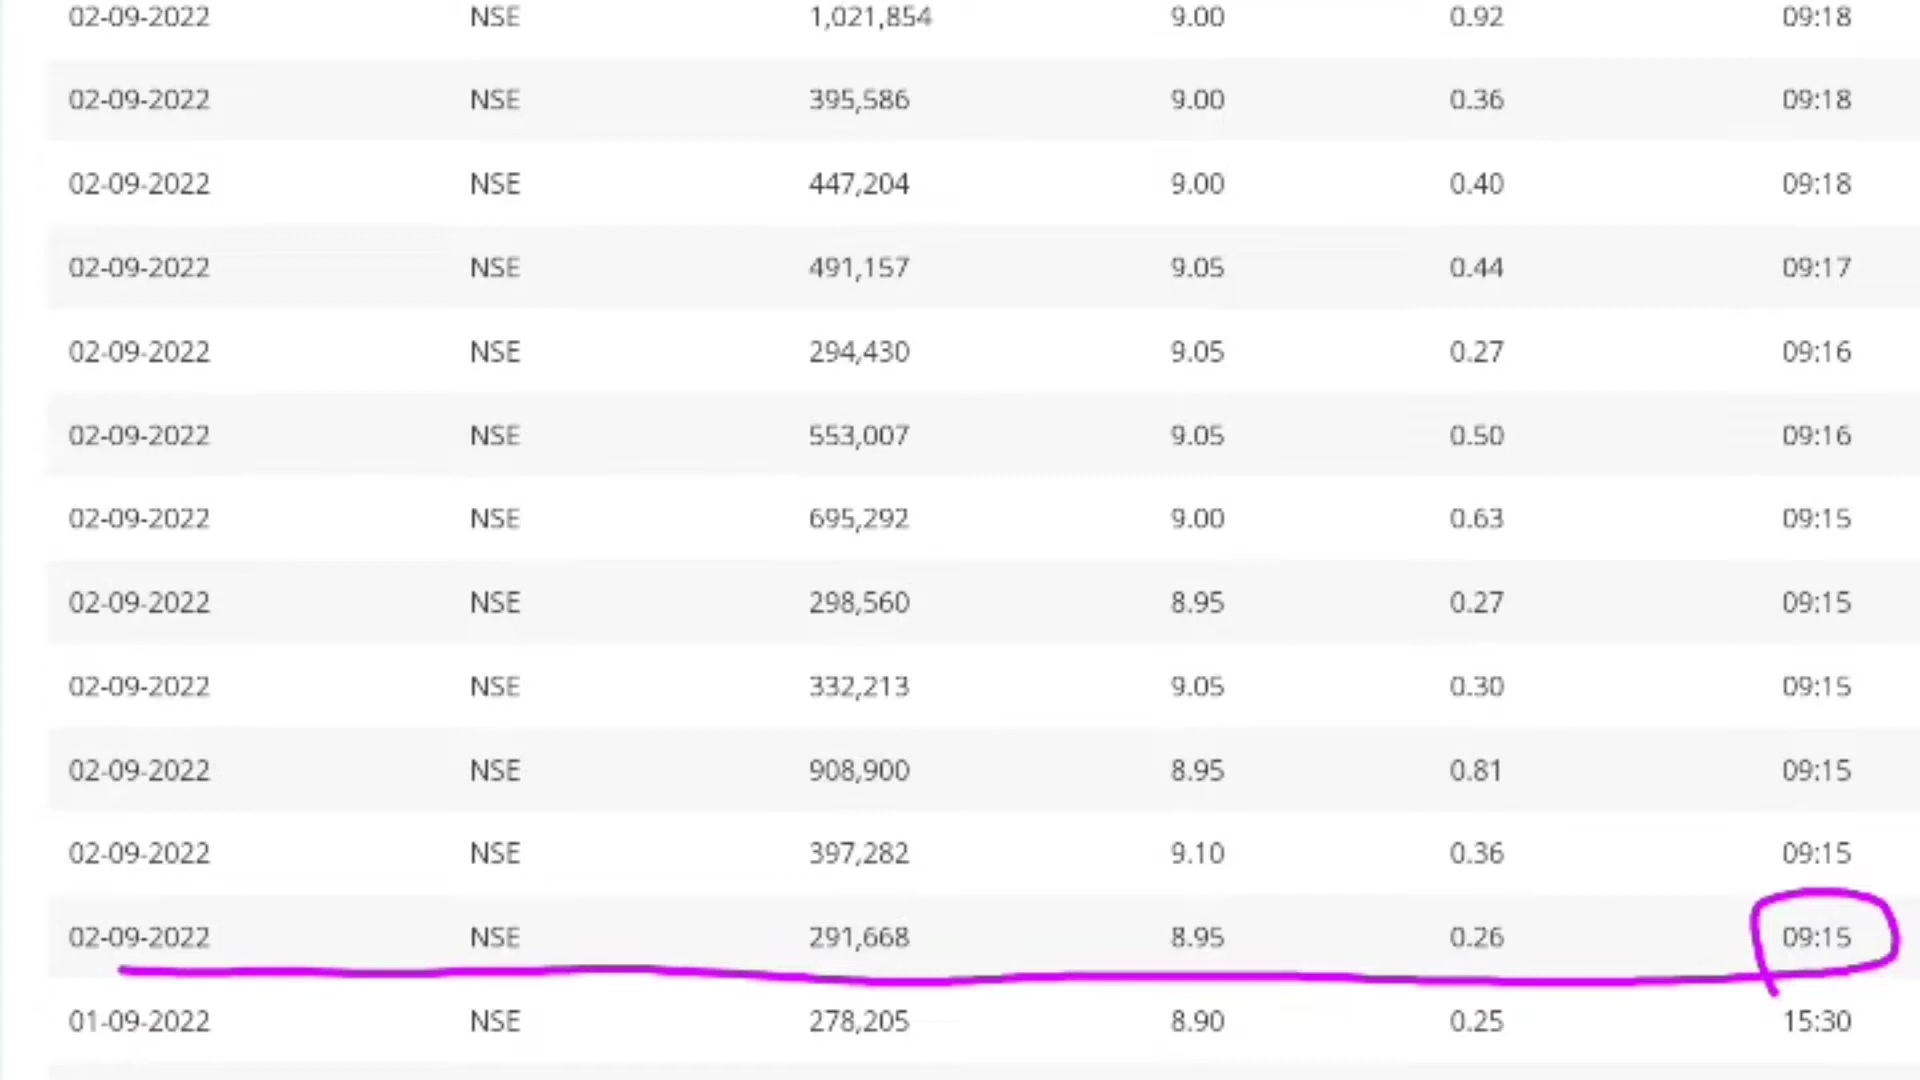 02-09-2022 NSE 1,021,854 9.00 0.92 09:18
02-09-2022 NSE 395,586 9.00 0.36 09:18
02-09-2022 NSE 447,204 9.00 0.40 09:18
02-09-2022 NSE 491,157 9.05 0.44 09:17
02-09-2022 NSE 294,430 9.05 0.27 09:16
02-09-2022 NSE 553,007 9.05 0.50 09:16
02-09-2022 NSE 695,292 9.00 0.63 09:15
02-09-2022 NSE 298,560 8.95 0.27 09:15
02-09-2022 NSE 332,213 9.05 0.30 09:15
02-09-2022 NSE 908,900 8.95 0.81 09:15
02-09-2022 NSE 397,282 9.10 0.36 09:15
02-09-2022 NSE 291,668 8.95 0.26 09:15
01-09-2022 NSE 278,205 8.90 0.25 15:30